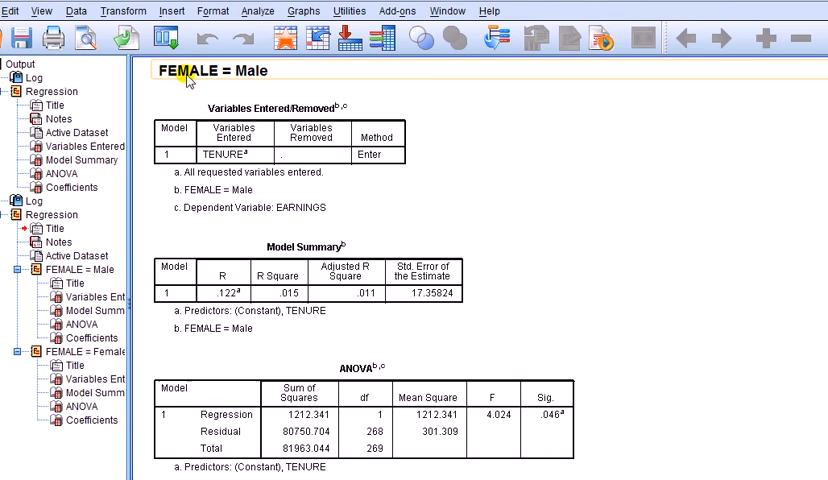 Edit View Data Transform Insert Format Analyze Graphs Utilities Add-ons Window Help
Output
Log
Regression
Title
Notes
Active Dataset
Variables Entered
Model Summary
ANOVA
Coefficients
Log
Regression
Title
Notes
Active Dataset
FEMALE = Male
Title
Variables Ent
Model Summ
ANOVA
Coefficients
FEMALE = Female
Title
Variables Ent
Model Summ
ANOVA
Coefficients
FEMALE = Male
Variables Entered/Removed b,c
Model Variables Entered Variables Removed Method
1 TENURE a . Enter
a. All requested variables entered.
b. FEMALE = Male
c. Dependent Variable: EARNINGS
Model Summary b
Model R R Square Adjusted R Square Std. Error of the Estimate
1 .122a .015 .011 17.35824
a. Predictors: (Constant), TENURE
b. FEMALE = Male
ANOVA b,c
Model Sum of Squares df Mean Square F Sig.
1 Regression 1212.341 1 1212.341 4.024 .046a
Residual 80750.704 268 301.309
Total 81963.044 269
a. Predictors: (Constant), TENURE